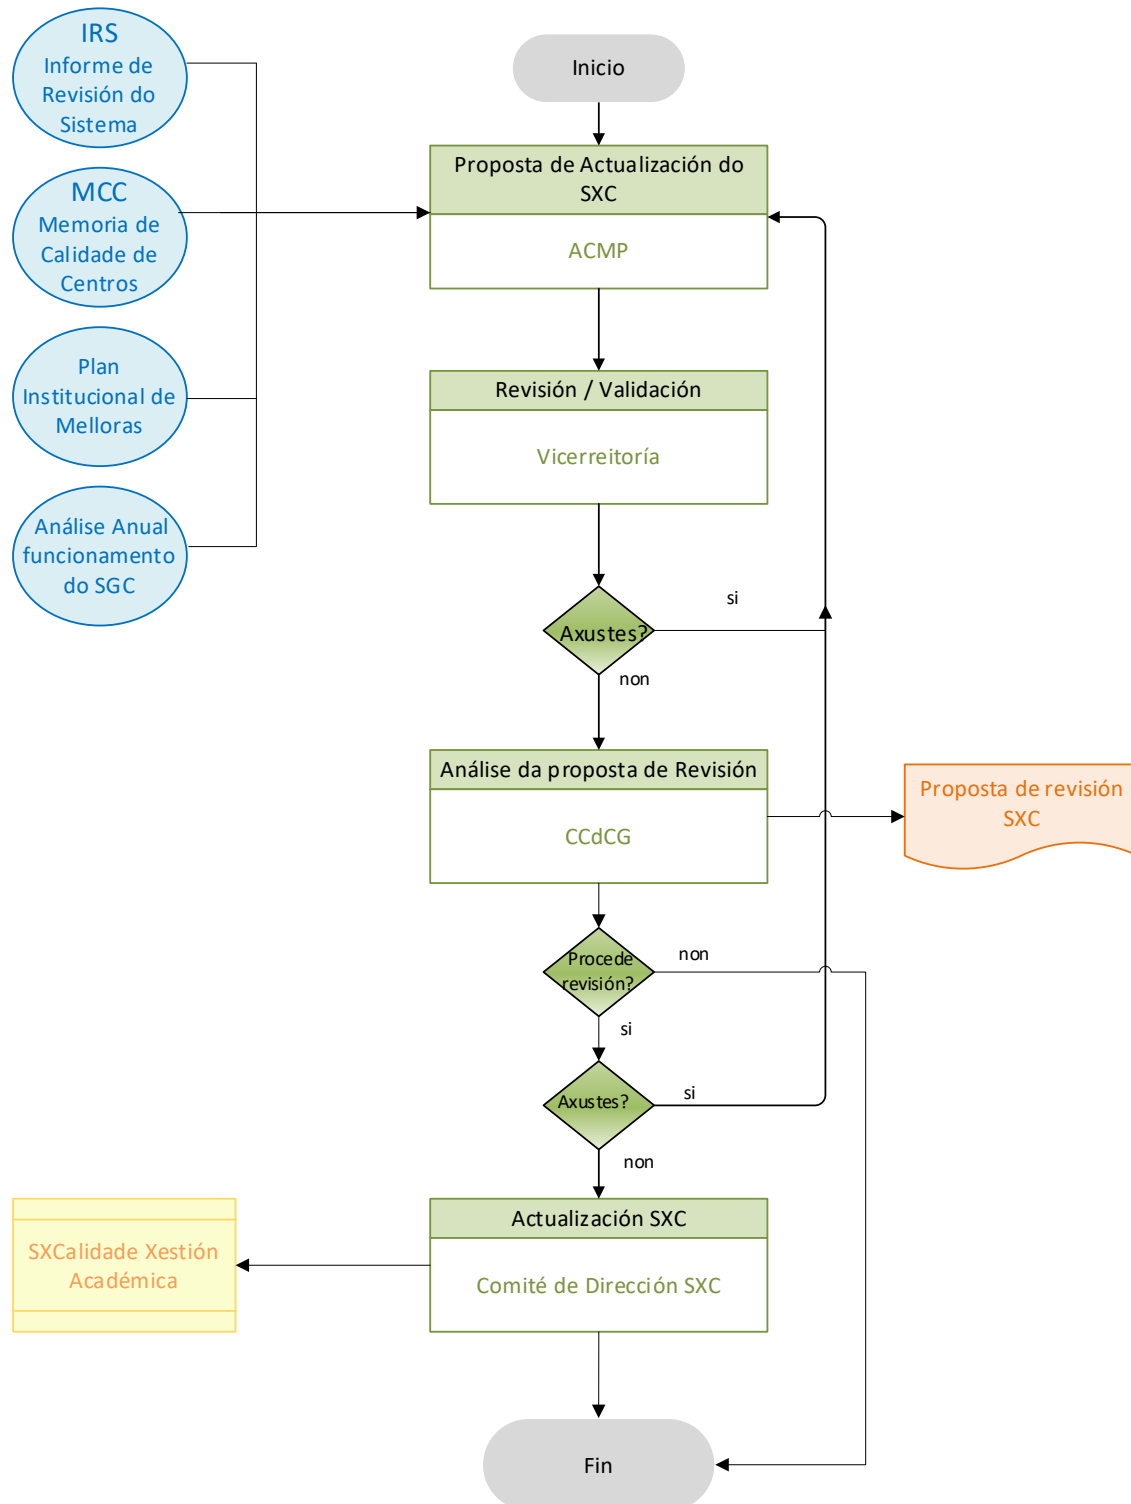 IRS
Informe de
Revisión do
Sistema
MCC
Memoria de
Calidade de
Centros
Plan
Institucional de
Melloras
Análise Anual
funcionamento
do SGC
Inicio
Proposta de Actualización do
SXC
ACMP
Revisión / Validación
Vicerreitoría
Axustes?
si
non
Análise da proposta de Revisión
CCdCG
Proposta de revisión
SXC
Procede
revisión?
non
si
Axustes?
si
non
Actualización SXC
Comité de Dirección SXC
SXCalidade Xestión
Académica
Fin